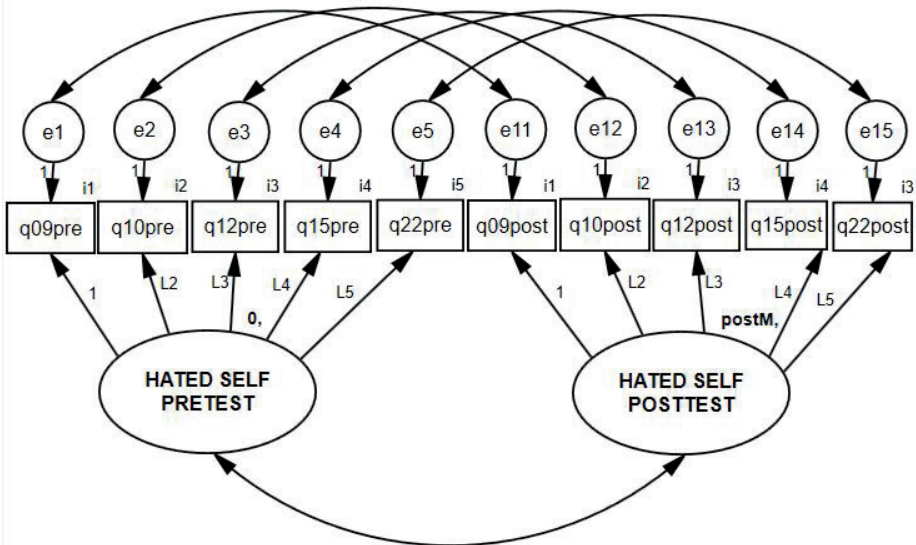 e1 e2 e3 e4 e5 e11 e12 e13 e14 e15
1 1 1 1 1 1 1 1 1 1
i1 i2 i3 i4 i5 i1 i2 i3 i4 i3
q09pre q10pre q12pre q15pre q22pre q09post q10post q12post q15post q22post
1 L2 L3 L4 L5 1 L2 L3 L4 L5
0, postM,
HATED SELF
PRETEST
HATED SELF
POSTTEST